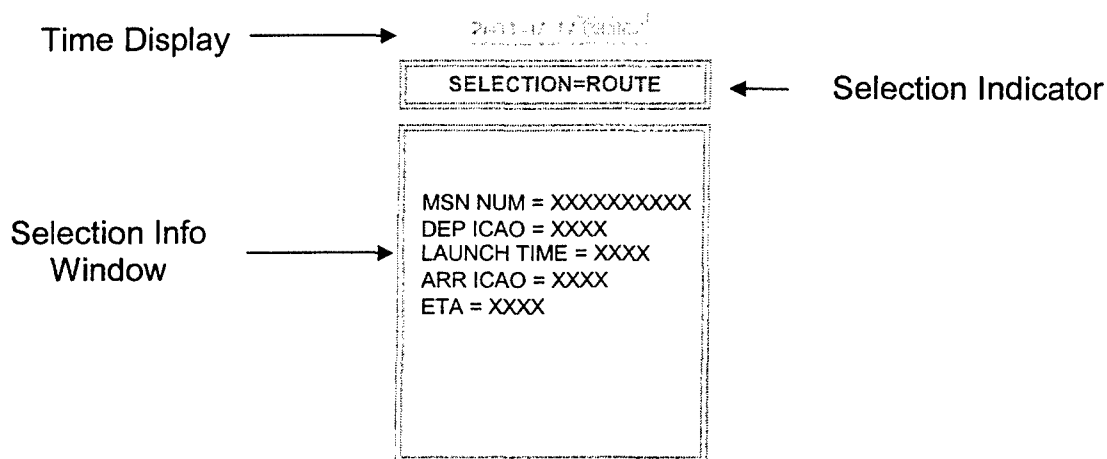 Time Display
SELECTION=ROUTE
Selection Indicator
MSN NUM = XXXXXXXXXX
DEP ICAO = XXXX
LAUNCH TIME = XXXX
ARR ICAO = XXXX
ETA = XXXX
Selection Info
Window